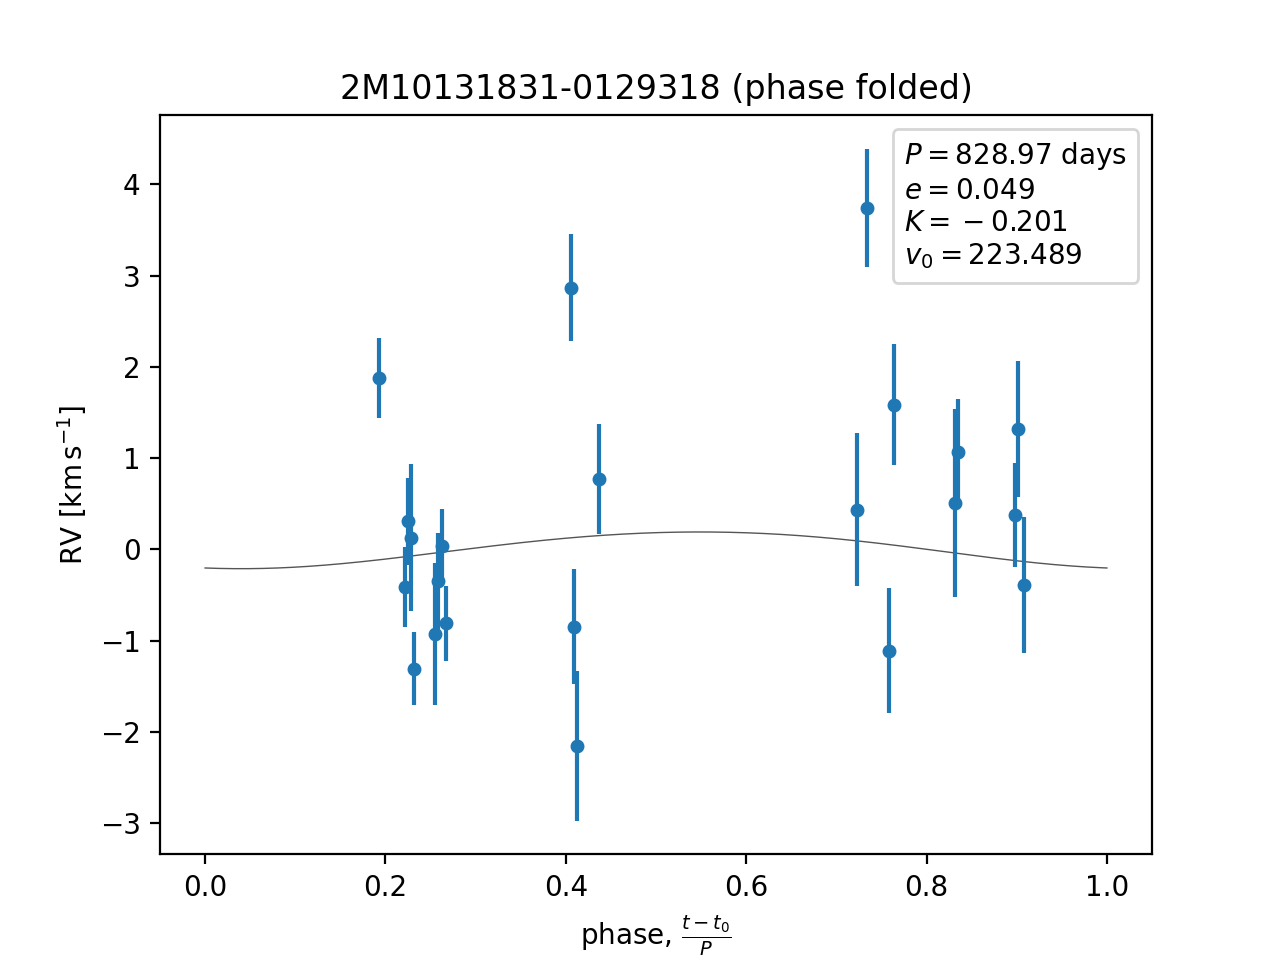 2M10131831-0129318 (phase folded)
P = 828.97 days
e = 0.049
K = −0.201
v₀ = 223.489
4
3
2
1
0
−1
−2
−3
RV [km s⁻¹]
0.0 0.2 0.4 0.6 0.8 1.0
phase, (t − t₀)/P